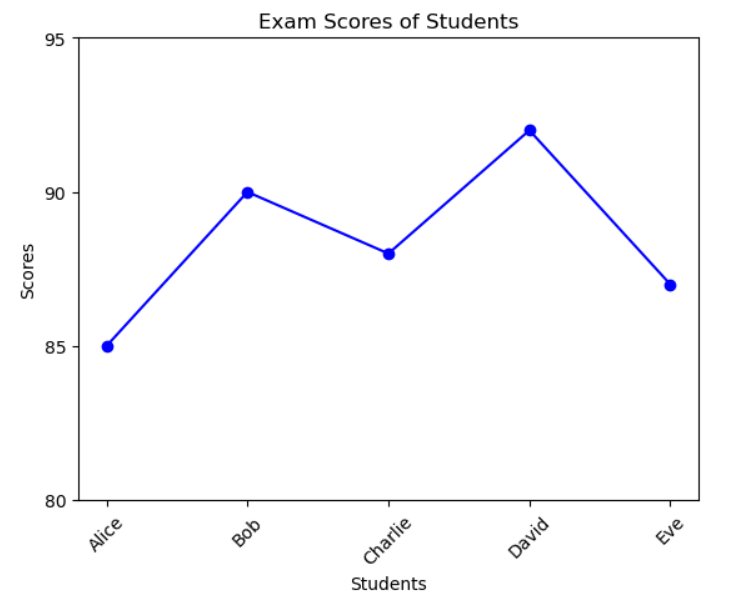 Exam Scores of Students
95
90
85
80
Scores
Alice
Bob
Charlie
David
Eve
Students